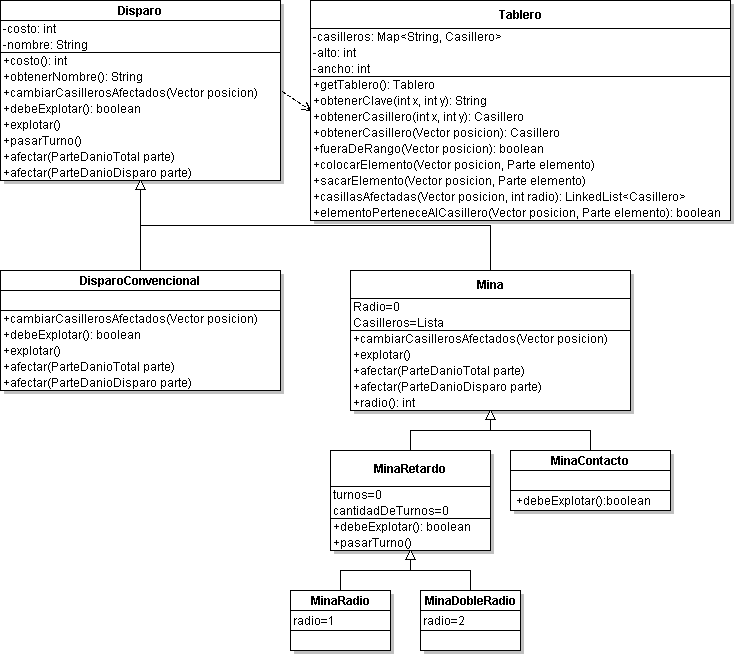 Disparo
-costo: int
-nombre: String
+costo(): int
+obtenerNombre(): String
+cambiarCasillerosAfectados(Vector posicion)
+debeExplotar(): boolean
+explotar()
+pasarTurno()
+afectar(ParteDanioTotal parte)
+afectar(ParteDanioDisparo parte)
Tablero
-casilleros: Map<String, Casillero>
-alto: int
-ancho: int
+getTablero(): Tablero
+obtenerClave(int x, int y): String
+obtenerCasillero(int x, int y): Casillero
+obtenerCasillero(Vector posicion): Casillero
+fueraDeRango(Vector posicion): boolean
+colocarElemento(Vector posicion, Parte elemento)
+sacarElemento(Vector posicion, Parte elemento)
+casillasAfectadas(Vector posicion, int radio): LinkedList<Casillero>
+elementoPerteneceAlCasillero(Vector posicion, Parte elemento): boolean
DisparoConvencional
+cambiarCasillerosAfectados(Vector posicion)
+debeExplotar(): boolean
+explotar()
+afectar(ParteDanioTotal parte)
+afectar(ParteDanioDisparo parte)
Mina
Radio=0
Casilleros=Lista
+cambiarCasillerosAfectados(Vector posicion)
+explotar()
+afectar(ParteDanioTotal parte)
+afectar(ParteDanioDisparo parte)
+radio(): int
MinaRetardo
turnos=0
cantidadDeTurnos=0
+debeExplotar(): boolean
+pasarTurno()
MinaContacto
+debeExplotar():boolean
MinaRadio
radio=1
MinaDobleRadio
radio=2